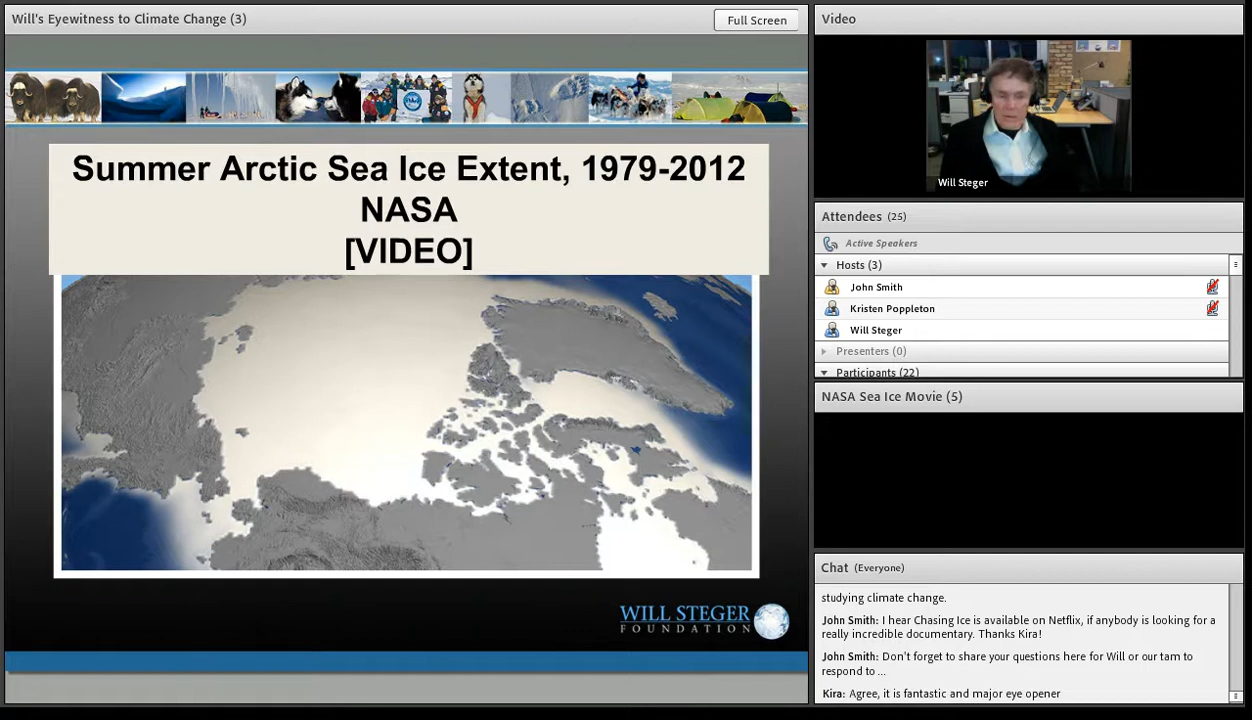 Will's Eyewitness to Climate Change (3)
Full Screen
Summer Arctic Sea Ice Extent, 1979-2012
NASA
[VIDEO]
WILL STEGER
FOUNDATION
Video
Will Steger
Attendees (25)
Active Speakers
Hosts (3)
John Smith
Kristen Poppleton
Will Steger
Presenters (0)
Participants (22)
NASA Sea Ice Movie (5)
Chat (Everyone)
studying climate change.
John Smith: I hear Chasing Ice is available on Netflix, if anybody is looking for a
really incredible documentary. Thanks Kira!
John Smith: Don't forget to share your questions here for Will or our tam to
respond to ...
Kira: Agree, it is fantastic and major eye opener